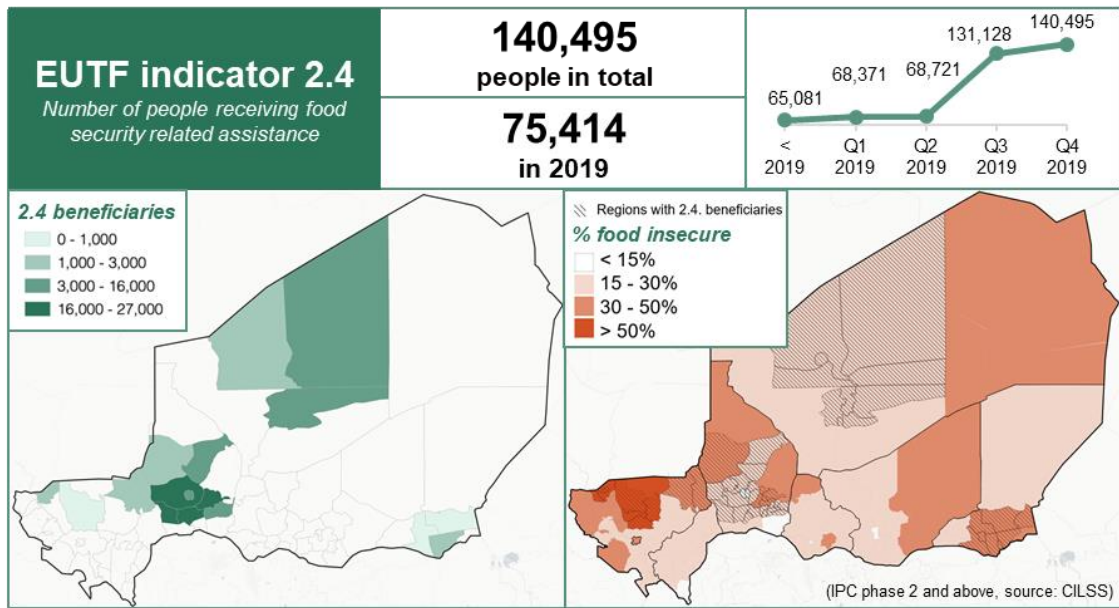 EUTF indicator 2.4
Number of people receiving food
security related assistance
140,495
people in total
75,414
in 2019
65,081
68,371
68,721
131,128
140,495
<
2019
Q1
2019
Q2
2019
Q3
2019
Q4
2019
2.4 beneficiaries
0 - 1,000
1,000 - 3,000
3,000 - 16,000
16,000 - 27,000
Regions with 2.4. beneficiaries
% food insecure
< 15%
15 - 30%
30 - 50%
> 50%
(IPC phase 2 and above, source: CILSS)